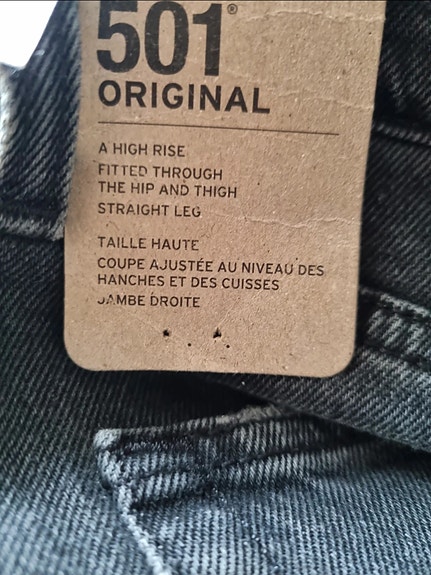 501®
ORIGINAL
A HIGH RISE
FITTED THROUGH
THE HIP AND THIGH
STRAIGHT LEG
TAILLE HAUTE
COUPE AJUSTÉE AU NIVEAU DES
HANCHES ET DES CUISSES
JAMBE DROITE